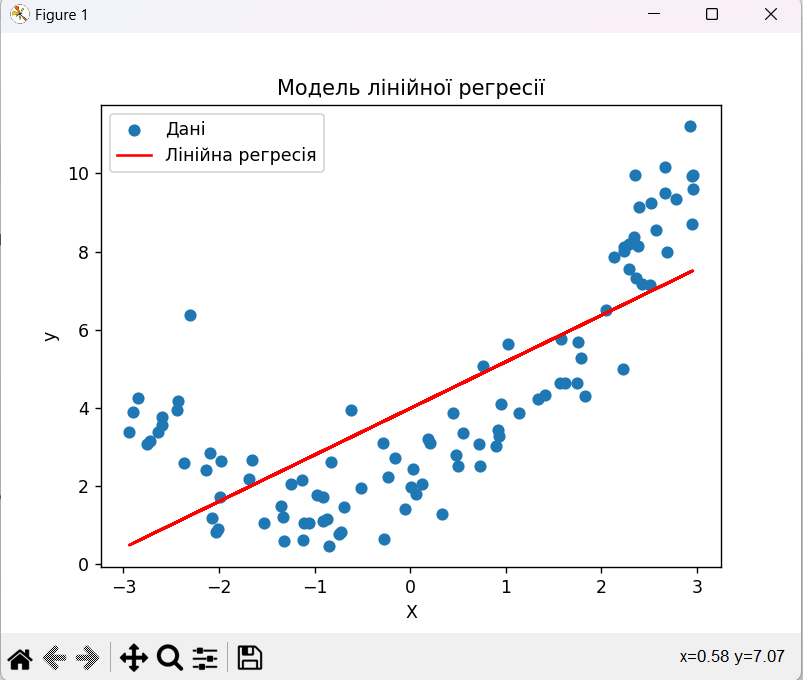 Figure 1
Модель лінійної регресії
Дані
Лінійна регресія
10
8
6
4
2
0
y
−3 −2 −1 0 1 2 3
X
x=0.58 y=7.07